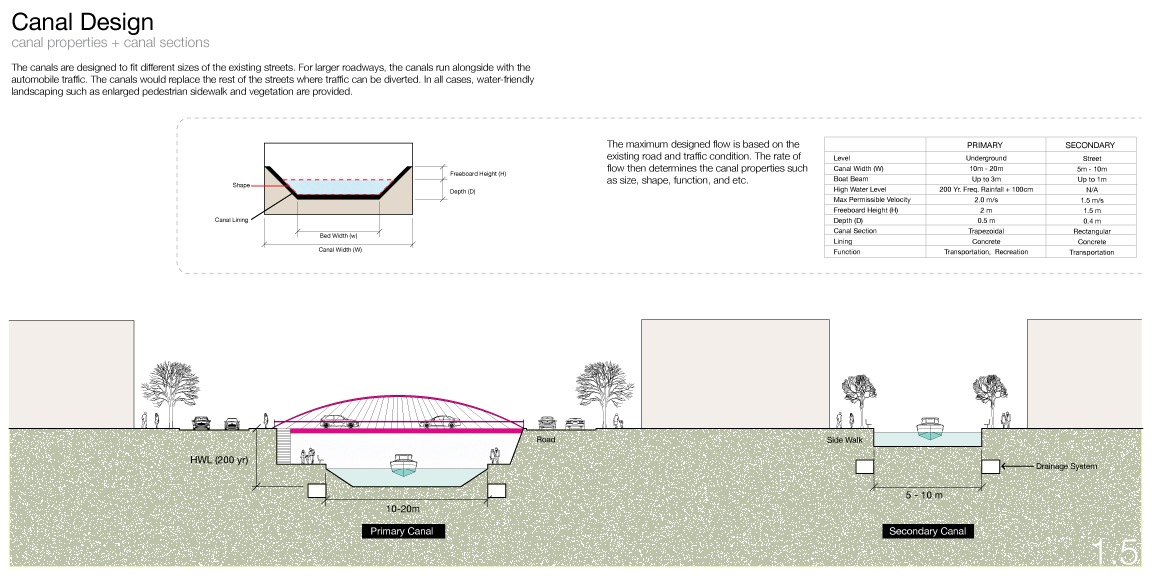 Canal Design
canal properties + canal sections
The canals are designed to fit different sizes of the existing streets. For larger roadways, the canals run alongside with the
automobile traffic. The canals would replace the rest of the streets where traffic can be diverted. In all cases, water-friendly
landscaping such as enlarged pedestrian sidewalk and vegetation are provided.
Shape
Canal Lining
Freeboard Height (H)
Depth (D)
Bed Width (w)
Canal Width (W)
The maximum designed flow is based on the
existing road and traffic condition. The rate of
flow then determines the canal properties such
as size, shape, function, and etc.
PRIMARY SECONDARY
Level Underground Street
Canal Width (W) 10m - 20m 5m - 10m
Boat Beam Up to 3m Up to 1m
High Water Level 200 Yr. Freq. Rainfall + 100cm N/A
Max Permissible Velocity 2.0 m/s 1.5 m/s
Freeboard Height (H) 2 m 1.5 m
Depth (D) 0.5 m 0.4 m
Canal Section Trapezoidal Rectangular
Lining Concrete Concrete
Function Transportation, Recreation Transportation
HWL (200 yr)
Road
10-20m
Primary Canal
Side Walk
Drainage System
5 - 10 m
Secondary Canal
1.5